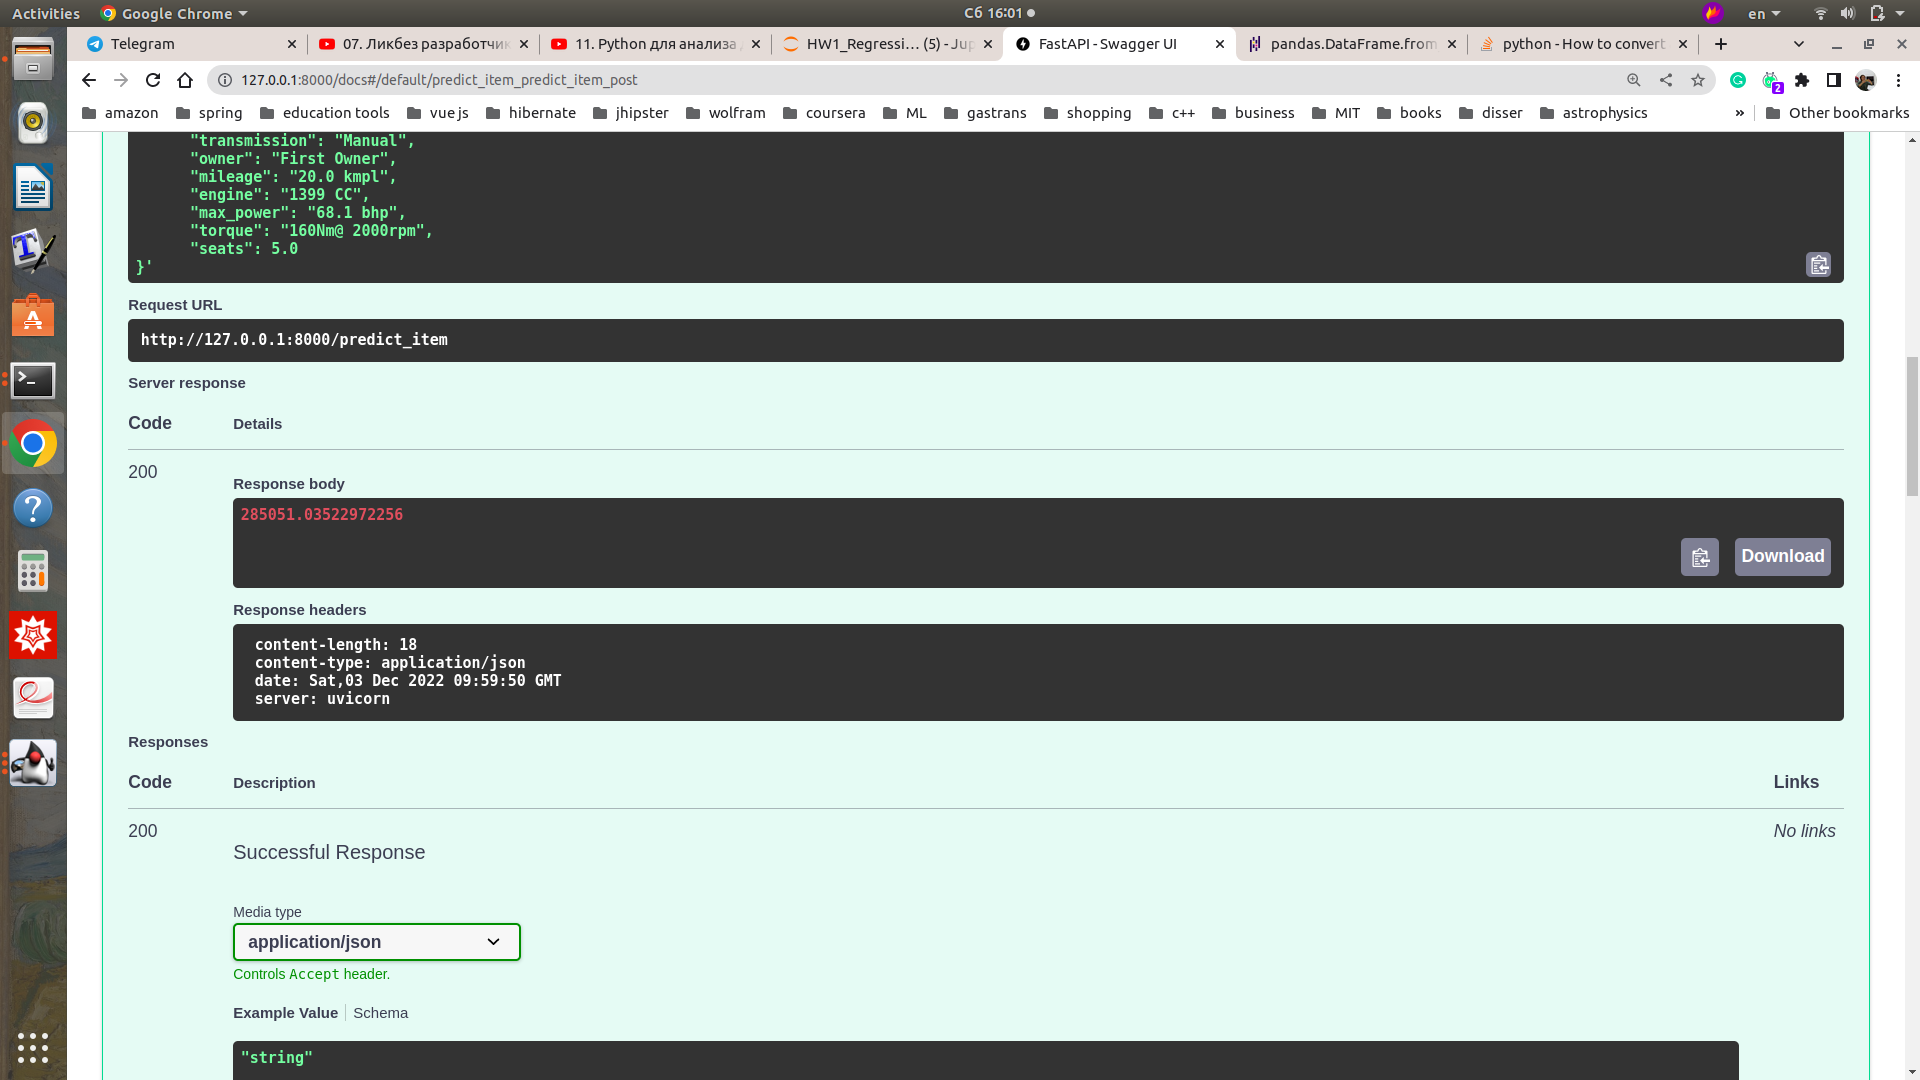 Activities
Google Chrome
Сб 16:01
en
Telegram
07. Ликбез разработчик
11. Python для анализа
HW1_Regressi… (5) - Jup
FastAPI - Swagger UI
pandas.DataFrame.from
python - How to convert
127.0.0.1:8000/docs#/default/predict_item_predict_item_post
2
amazon
spring
education tools
vue js
hibernate
jhipster
wolfram
coursera
ML
gastrans
shopping
c++
business
MIT
books
disser
astrophysics
»
Other bookmarks
"transmission": "Manual",
"owner": "First Owner",
"mileage": "20.0 kmpl",
"engine": "1399 CC",
"max_power": "68.1 bhp",
"torque": "160Nm@ 2000rpm",
"seats": 5.0
}'
Request URL
http://127.0.0.1:8000/predict_item
Server response
Code
Details
200
Response body
285051.03522972256
Download
Response headers
content-length: 18
content-type: application/json
date: Sat,03 Dec 2022 09:59:50 GMT
server: uvicorn
Responses
Code
Description
Links
200
Successful Response
No links
Media type
application/json
Controls Accept header.
Example Value
Schema
"string"